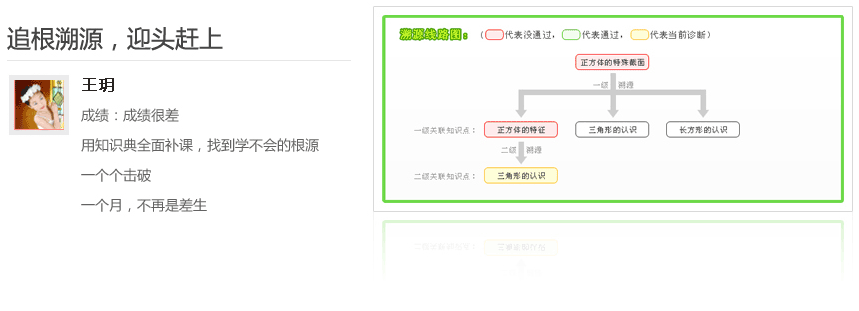 追根溯源，迎头赶上
王玥
成绩：成绩很差
用知识典全面补课，找到学不会的根源
一个个击破
一个月，不再是差生
溯源线路图：（代表没通过，代表通过，代表当前诊断）
正方体的特殊截面
一级 溯源
一级关联知识点： 正方体的特征 三角形的认识 长方形的认识
二级 溯源
二级关联知识点： 三角形的认识